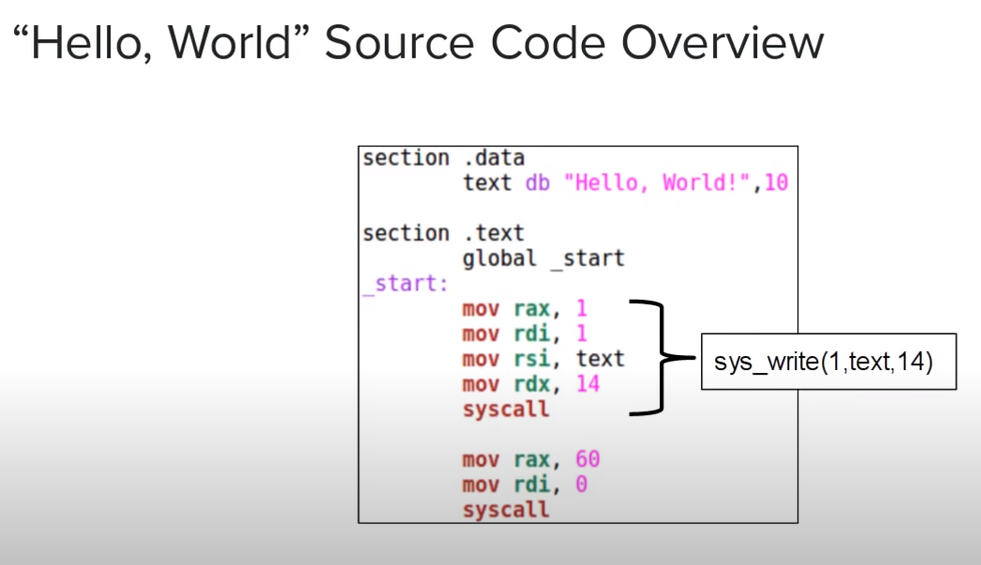 “Hello, World” Source Code Overview
section .data
text db "Hello, World!",10
section .text
global _start
_start:
mov rax, 1
mov rdi, 1
mov rsi, text
mov rdx, 14
syscall
sys_write(1,text,14)
mov rax, 60
mov rdi, 0
syscall